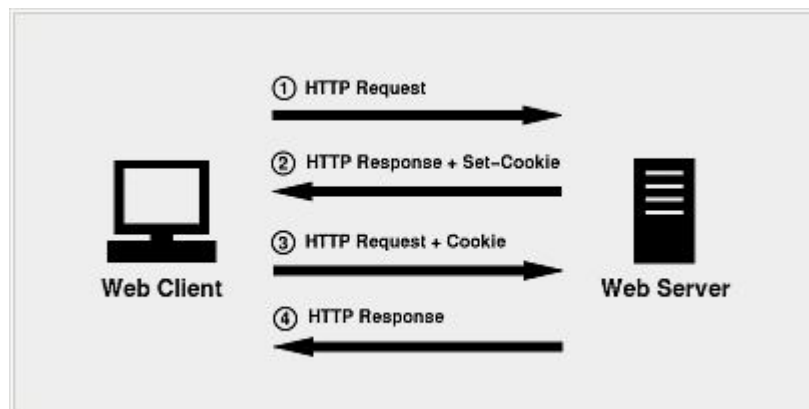 ① HTTP Request
② HTTP Response + Set-Cookie
③ HTTP Request + Cookie
Web Client
Web Server
④ HTTP Response